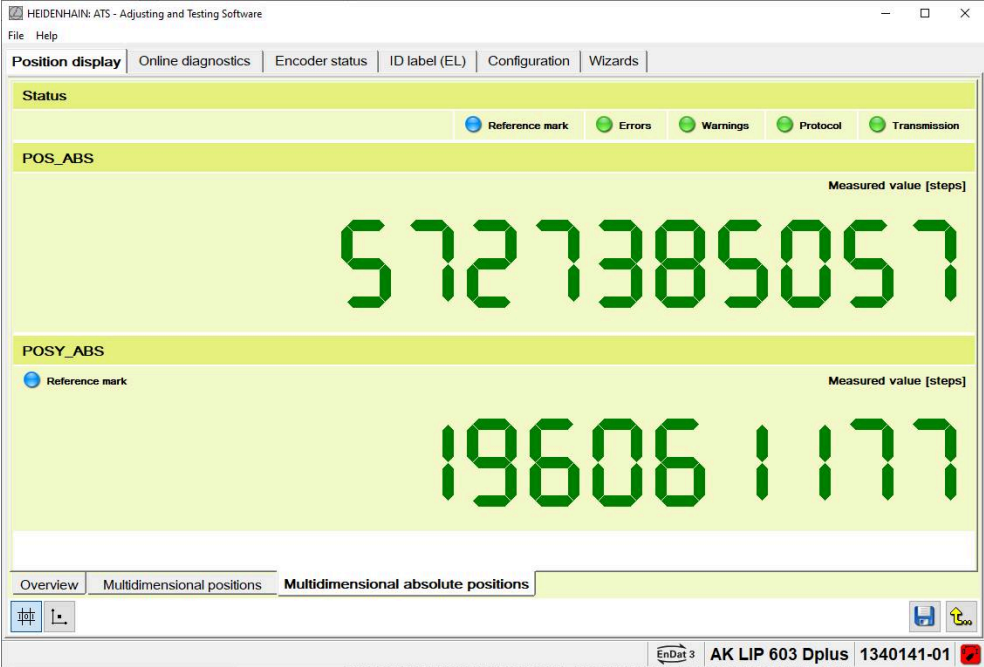 HEIDENHAIN: ATS - Adjusting and Testing Software
File Help
Position display Online diagnostics Encoder status ID label (EL) Configuration Wizards
Status
Reference mark Errors Warnings Protocol Transmission
POS_ABS
Measured value [steps]
5727385057
POSY_ABS
Reference mark Measured value [steps]
196061177
Overview Multidimensional positions Multidimensional absolute positions
EnDat 3 AK LIP 603 Dplus 1340141-01